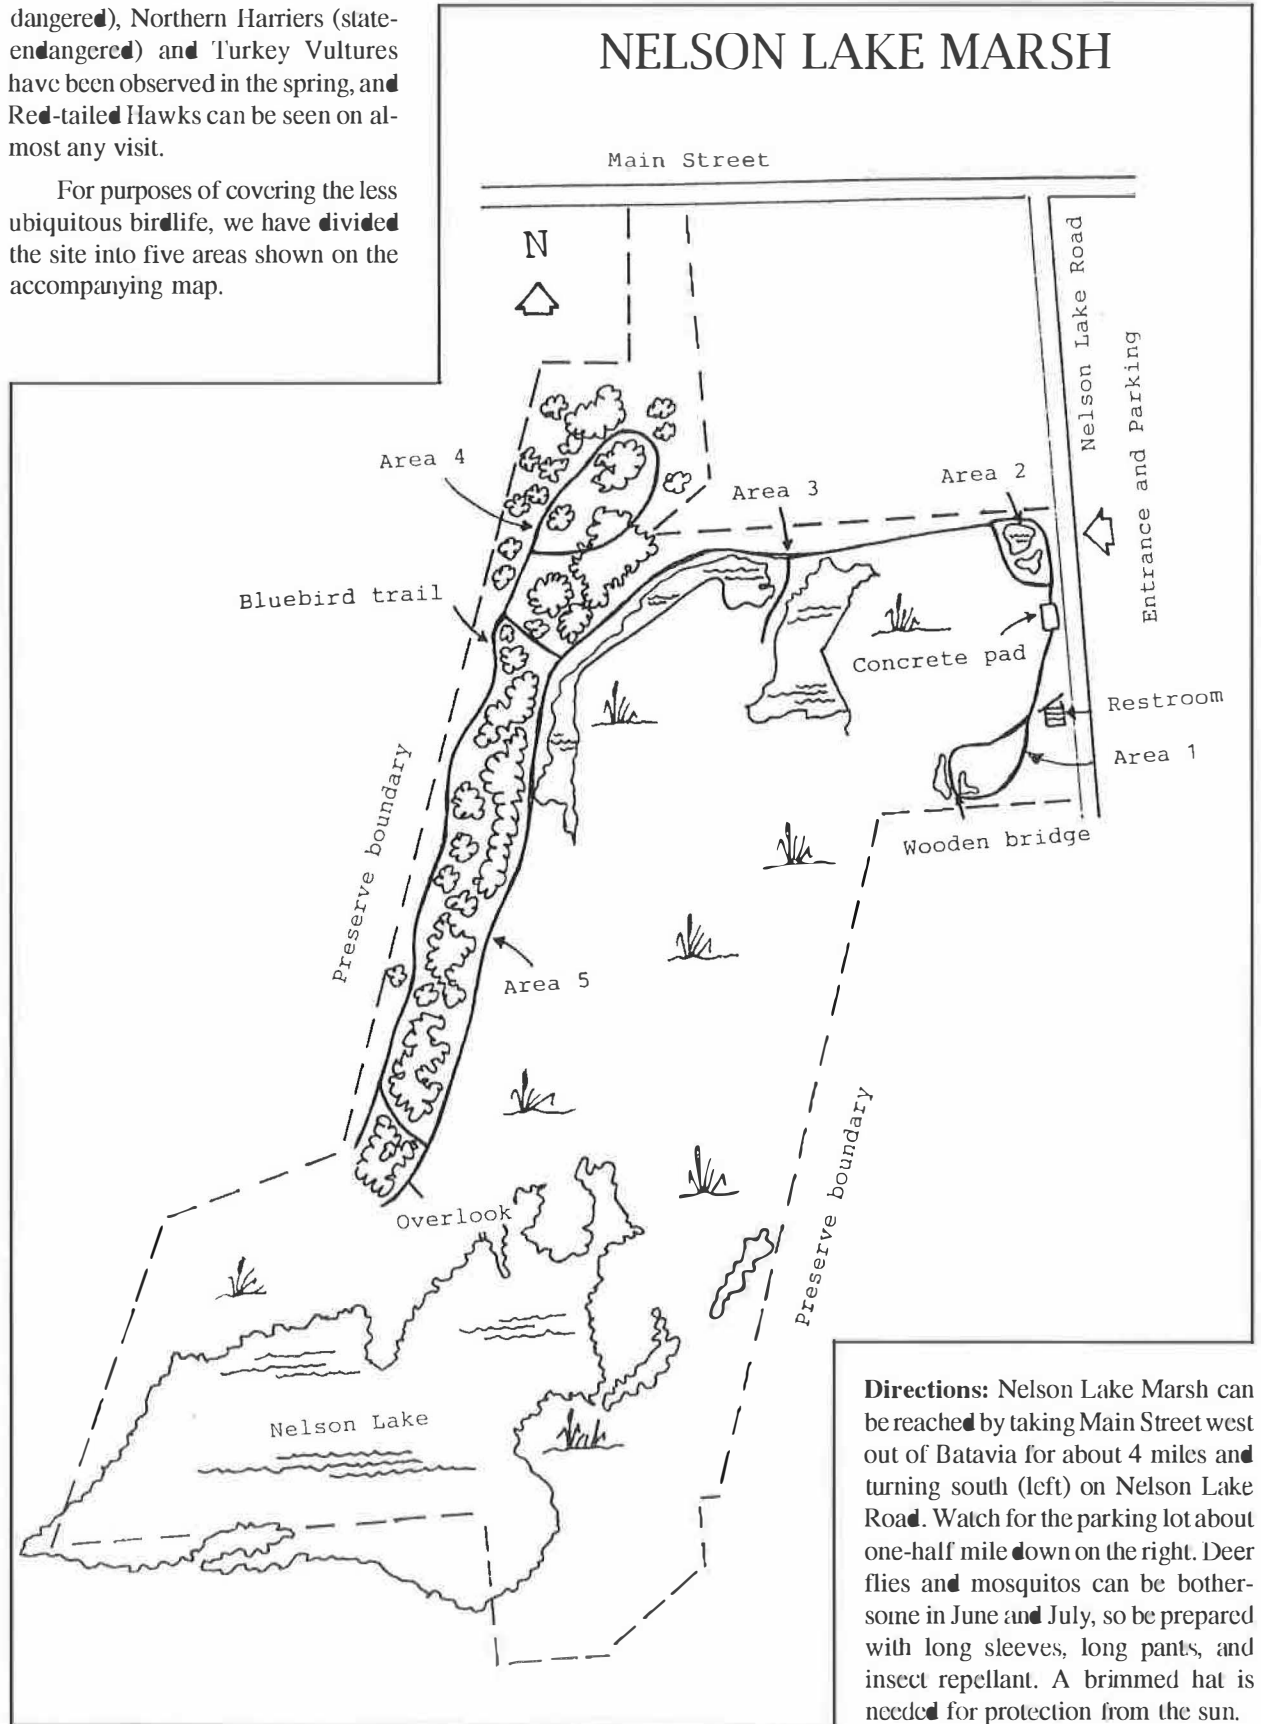 dangered), Northern Harriers (state-
endangered) and Turkey Vultures
have been observed in the spring, and
Red-tailed Hawks can be seen on al-
most any visit.
For purposes of covering the less
ubiquitous birdlife, we have divided
the site into five areas shown on the
accompanying map.
NELSON LAKE MARSH
Main Street
N
Nelson Lake Road
Entrance and Parking
Area 4
Area 3
Area 2
Bluebird trail
Concrete pad
Restroom
Area 1
Wooden bridge
Preserve boundary
Area 5
Preserve boundary
Overlook
Nelson Lake
Directions: Nelson Lake Marsh can
be reached by taking Main Street west
out of Batavia for about 4 miles and
turning south (left) on Nelson Lake
Road. Watch for the parking lot about
one-half mile down on the right. Deer
flies and mosquitos can be bother-
some in June and July, so be prepared
with long sleeves, long pants, and
insect repellant. A brimmed hat is
needed for protection from the sun.